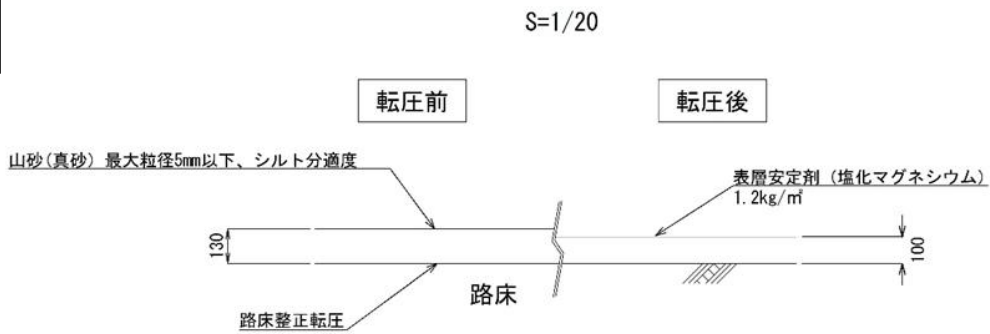 S=1/20
転圧前
転圧後
山砂(真砂) 最大粒径5mm以下、シルト分適度
表層安定剤 (塩化マグネシウム)
1.2kg/㎡
130
100
路床
路床整正転圧